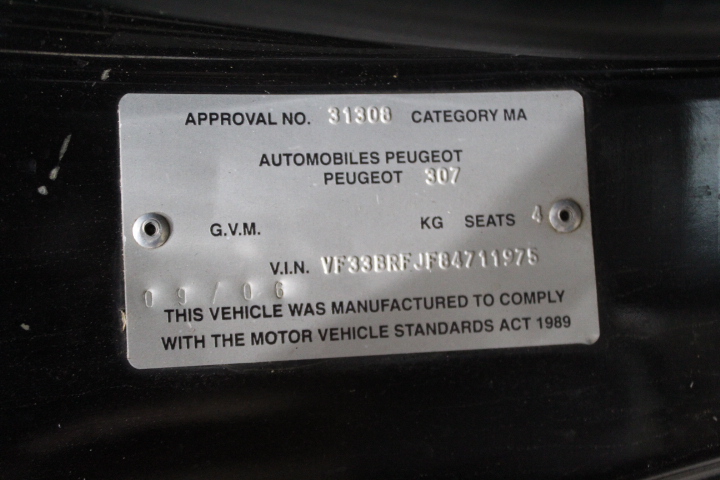 APPROVAL NO. 31308 CATEGORY MA
AUTOMOBILES PEUGEOT
PEUGEOT 307
G.V.M. KG SEATS 4
V.I.N. VF33BRFJF84711975
09/06
THIS VEHICLE WAS MANUFACTURED TO COMPLY
WITH THE MOTOR VEHICLE STANDARDS ACT 1989